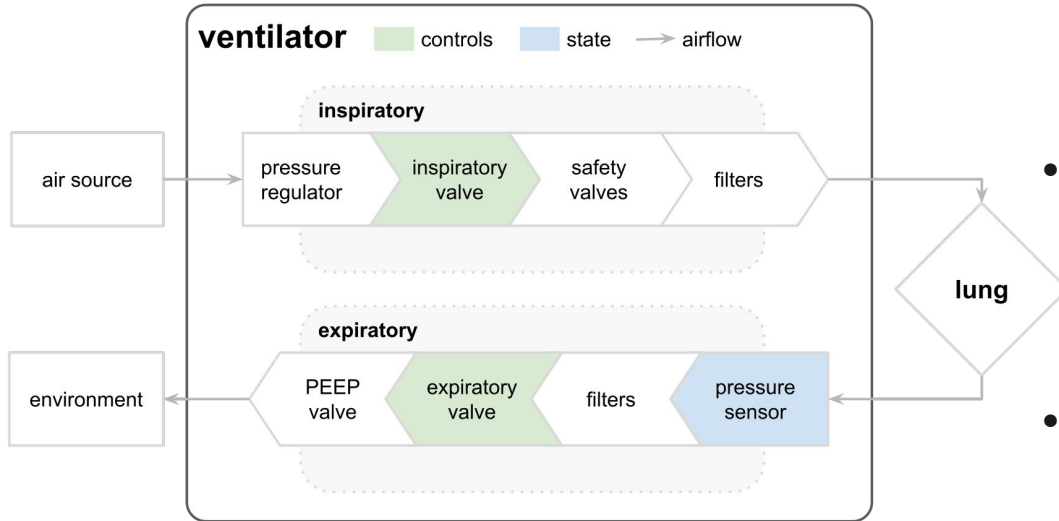 ventilator
controls
state
airflow
inspiratory
air source
pressure
regulator
inspiratory
valve
safety
valves
filters
lung
expiratory
environment
PEEP
valve
expiratory
valve
filters
pressure
sensor